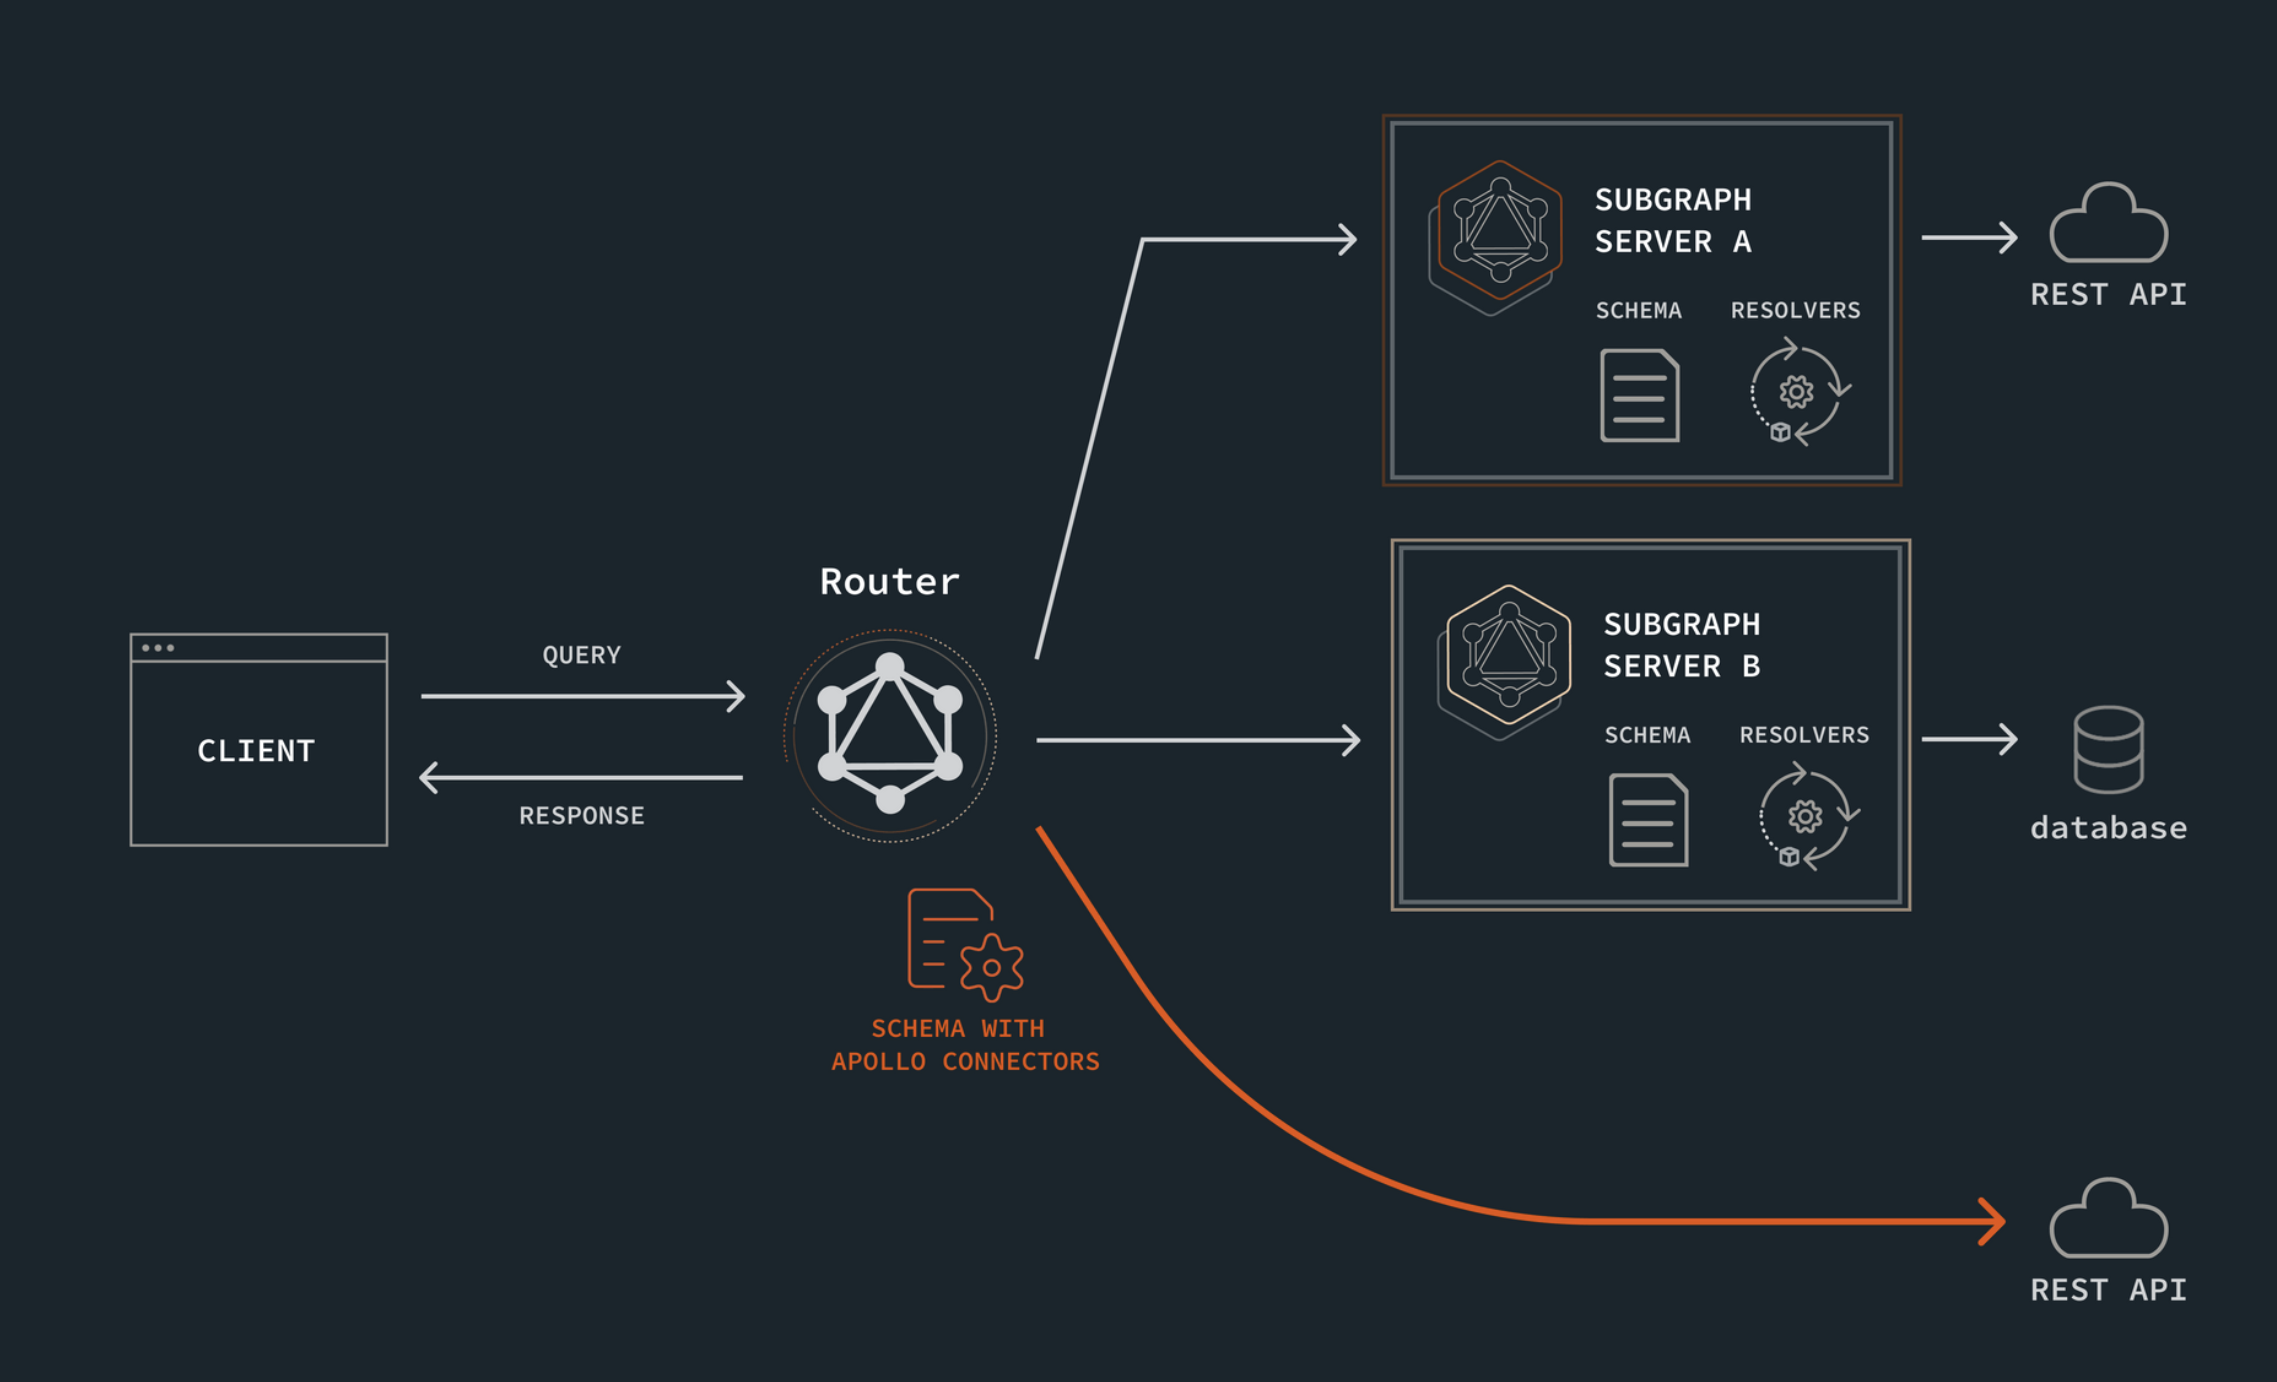 CLIENT
QUERY
RESPONSE
Router
SCHEMA WITH
APOLLO CONNECTORS
SUBGRAPH
SERVER A
SCHEMA
RESOLVERS
REST API
SUBGRAPH
SERVER B
SCHEMA
RESOLVERS
database
REST API